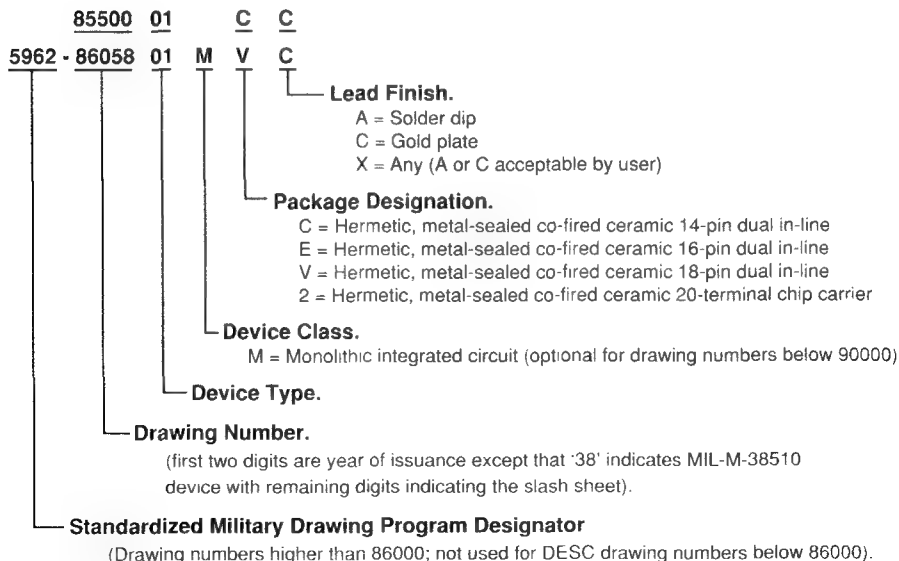 85500 01 C C
5962 - 86058 01 M V C
Lead Finish.
A = Solder dip
C = Gold plate
X = Any (A or C acceptable by user)
Package Designation.
C = Hermetic, metal-sealed co-fired ceramic 14-pin dual in-line
E = Hermetic, metal-sealed co-fired ceramic 16-pin dual in-line
V = Hermetic, metal-sealed co-fired ceramic 18-pin dual in-line
2 = Hermetic, metal-sealed co-fired ceramic 20-terminal chip carrier
Device Class.
M = Monolithic integrated circuit (optional for drawing numbers below 90000)
Device Type.
Drawing Number.
(first two digits are year of issuance except that '38' indicates MIL-M-38510
device with remaining digits indicating the slash sheet).
Standardized Military Drawing Program Designator
(Drawing numbers higher than 86000; not used for DESC drawing numbers below 86000).